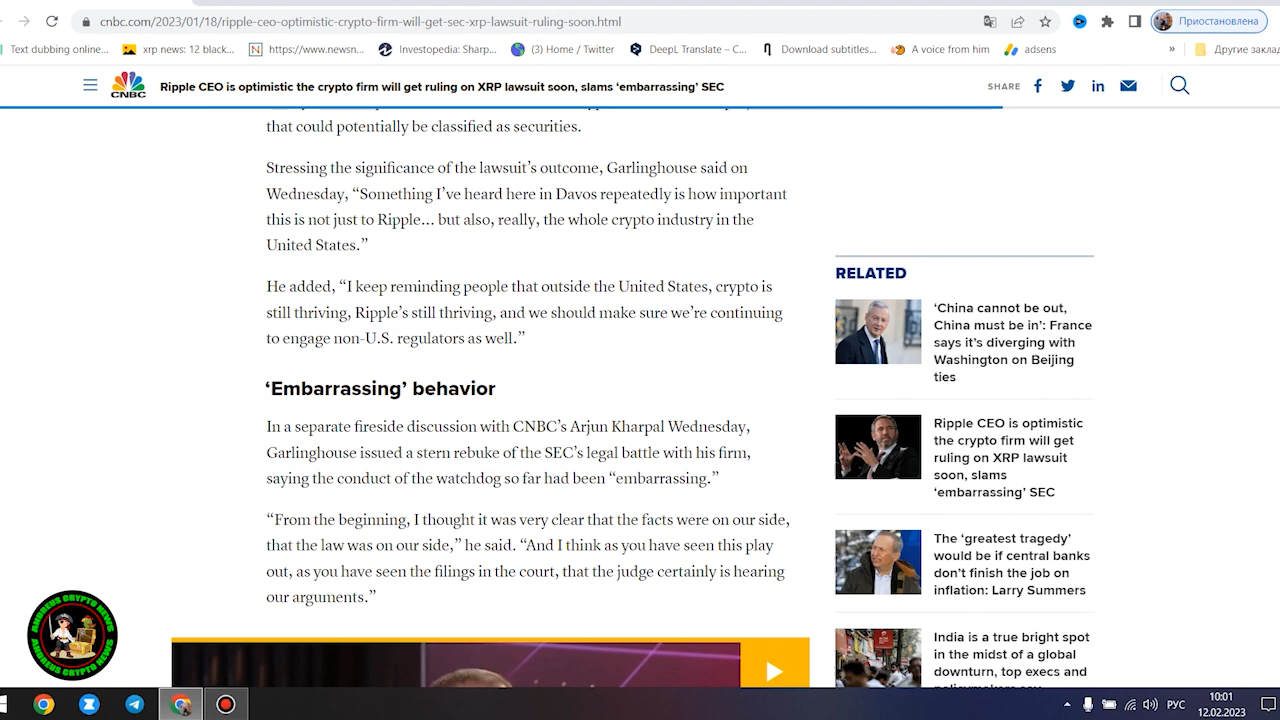 cnbc.com/2023/01/18/ripple-ceo-optimistic-crypto-firm-will-get-sec-xrp-lawsuit-ruling-soon.html
Приостановлена
Text dubbing online...
xrp news: 12 black...
https://www.newsn...
Investopedia: Sharp...
(3) Home / Twitter
DeepL Translate – C...
Download subtitles...
A voice from him
adsens
»
Другие закла
CNBC
Ripple CEO is optimistic the crypto firm will get ruling on XRP lawsuit soon, slams ‘embarrassing’ SEC
SHARE
that could potentially be classified as securities.
Stressing the significance of the lawsuit’s outcome, Garlinghouse said on
Wednesday, “Something I’ve heard here in Davos repeatedly is how important
this is not just to Ripple… but also, really, the whole crypto industry in the
United States.”
He added, “I keep reminding people that outside the United States, crypto is
still thriving, Ripple’s still thriving, and we should make sure we’re continuing
to engage non-U.S. regulators as well.”
‘Embarrassing’ behavior
In a separate fireside discussion with CNBC’s Arjun Kharpal Wednesday,
Garlinghouse issued a stern rebuke of the SEC’s legal battle with his firm,
saying the conduct of the watchdog so far had been “embarrassing.”
“From the beginning, I thought it was very clear that the facts were on our side,
that the law was on our side,” he said. “And I think as you have seen this play
out, as you have seen the filings in the court, that the judge certainly is hearing
our arguments.”
RELATED
‘China cannot be out,
China must be in’: France
says it’s diverging with
Washington on Beijing
ties
Ripple CEO is optimistic
the crypto firm will get
ruling on XRP lawsuit
soon, slams
‘embarrassing’ SEC
The ‘greatest tragedy’
would be if central banks
don’t finish the job on
inflation: Larry Summers
India is a true bright spot
in the midst of a global
downturn, top execs and
ANDREUS CRYPTO NEWS
ANDREUS CRYPTO NEWS
РУС
10:01
12.02.2023